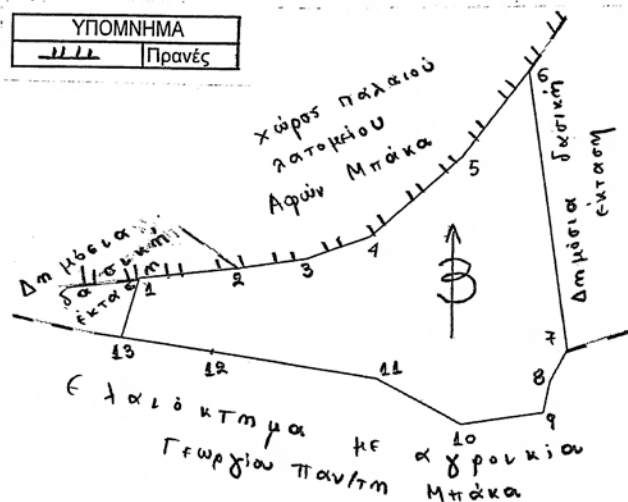 ΥΠΟΜΝΗΜΑ
Πρανές
χώρος παλαιού
λατομείου
Αφών Μπάκα
Δημόσια δασική
έκταση
Δημόσια
δασική
έκταση
1
2
3
4
5
6
7
8
9
10
11
12
13
Ελαιόκτημα με αγροικία
Γεωργίου Παν/τη Μπάκα